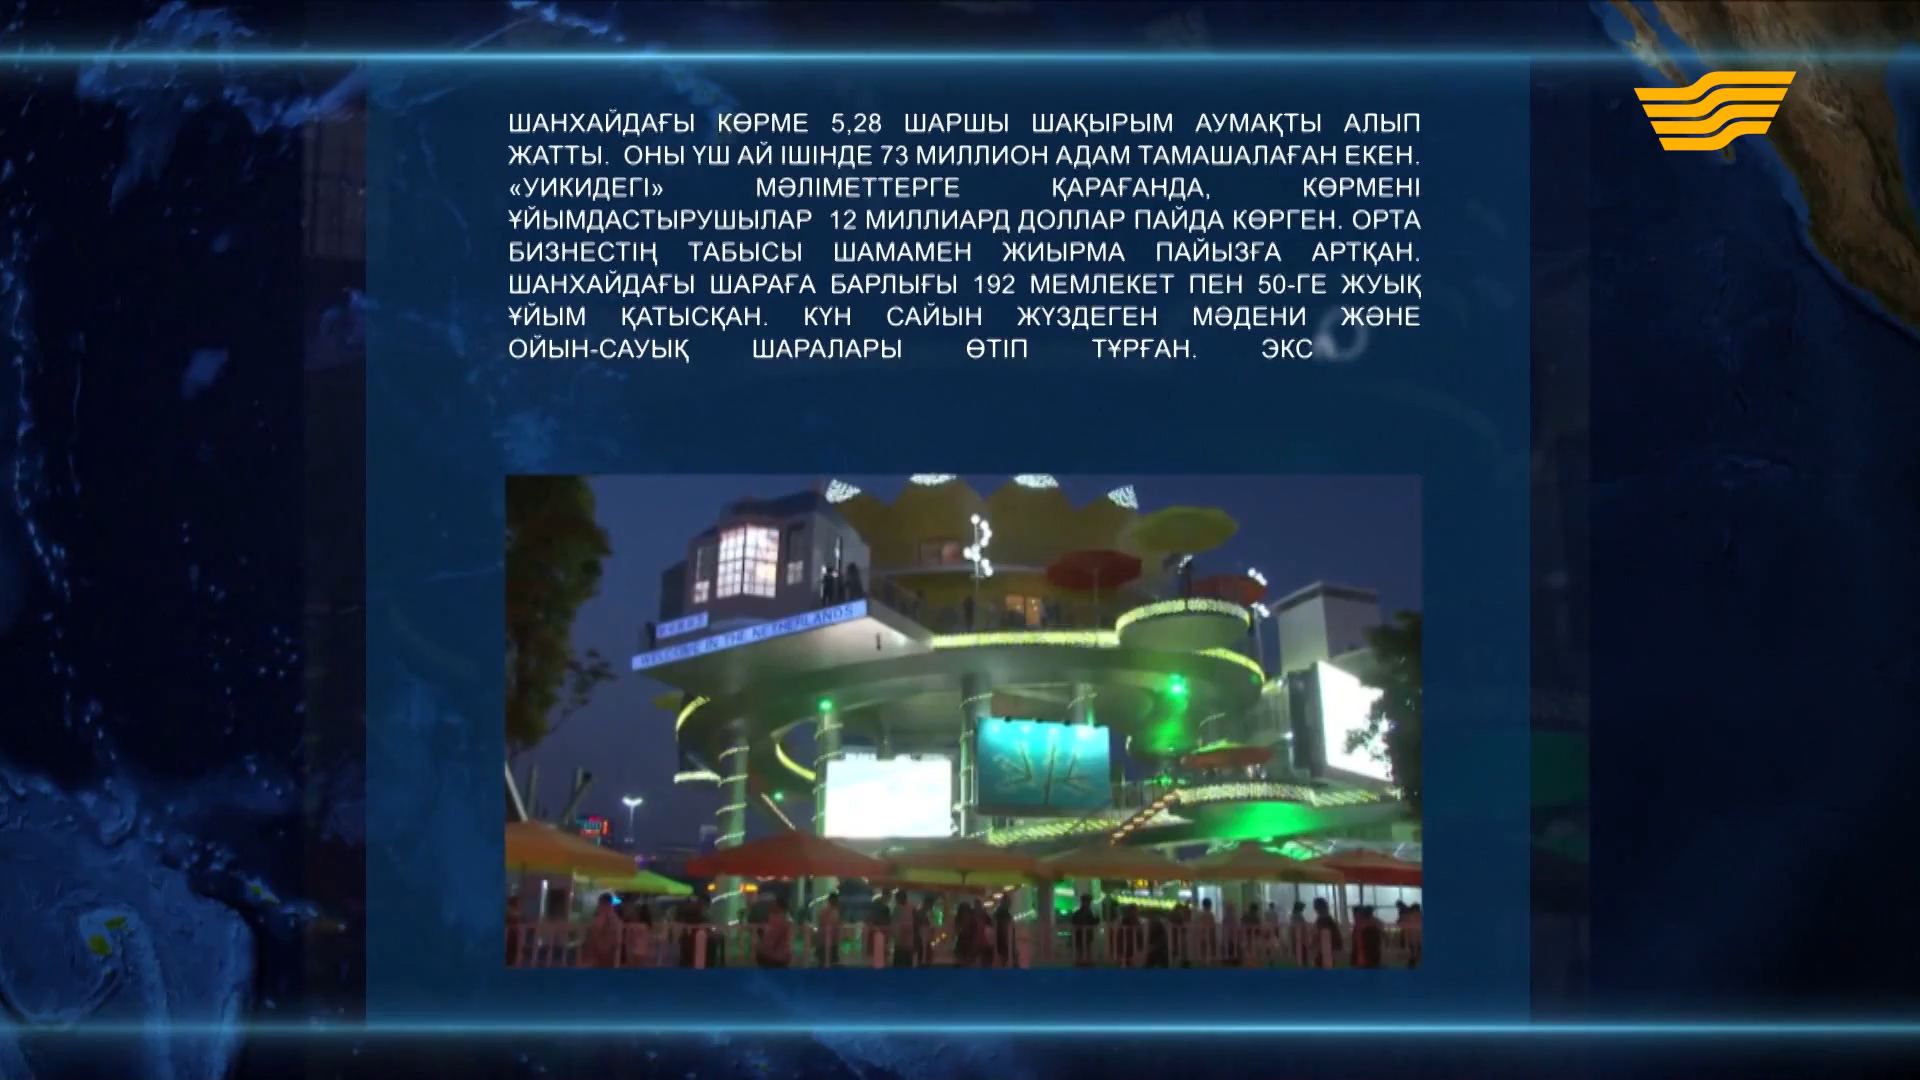 ШАНХАЙДАҒЫ КӨРМЕ 5,28 ШАРШЫ ШАҚЫРЫМ АУМАҚТЫ АЛЫП
ЖАТТЫ. ОНЫ ҮШ АЙ ІШІНДЕ 73 МИЛЛИОН АДАМ ТАМАШАЛАҒАН ЕКЕН.
«УИКИДЕГІ» МӘЛІМЕТТЕРГЕ ҚАРАҒАНДА, КӨРМЕНІ
ҰЙЫМДАСТЫРУШЫЛАР 12 МИЛЛИАРД ДОЛЛАР ПАЙДА КӨРГЕН. ОРТА
БИЗНЕСТІҢ ТАБЫСЫ ШАМАМЕН ЖИЫРМА ПАЙЫЗҒА АРТҚАН.
ШАНХАЙДАҒЫ ШАРАҒА БАРЛЫҒЫ 192 МЕМЛЕКЕТ ПЕН 50-ГЕ ЖУЫҚ
ҰЙЫМ ҚАТЫСҚАН. КҮН САЙЫН ЖҮЗДЕГЕН МӘДЕНИ ЖӘНЕ
ОЙЫН-САУЫҚ ШАРАЛАРЫ ӨТІП ТҰРҒАН. ЭКС
WELCOME IN THE NETHERLANDS